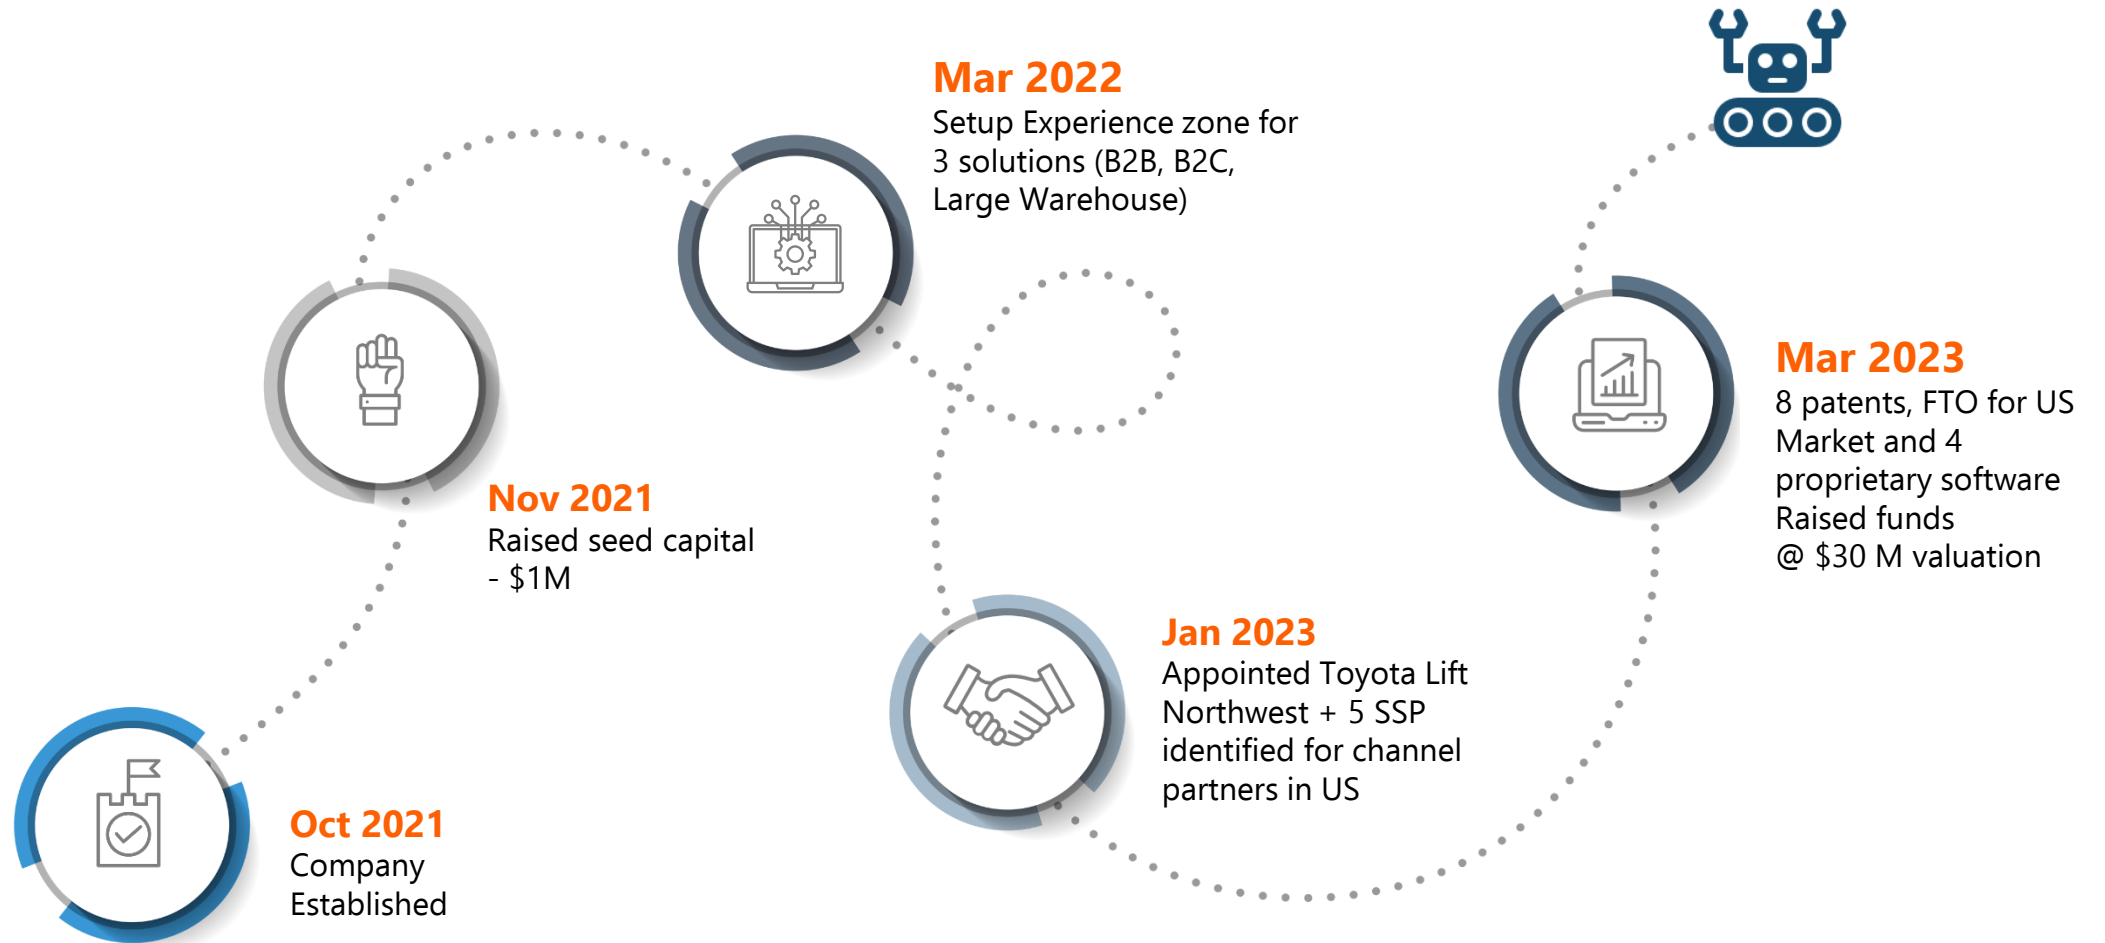 Mar 2022
Setup Experience zone for
3 solutions (B2B, B2C,
Large Warehouse)
Nov 2021
Raised seed capital
- $1M
Oct 2021
Company
Established
Jan 2023
Appointed Toyota Lift
Northwest + 5 SSP
identified for channel
partners in US
Mar 2023
8 patents, FTO for US
Market and 4
proprietary software
Raised funds
@ $30 M valuation